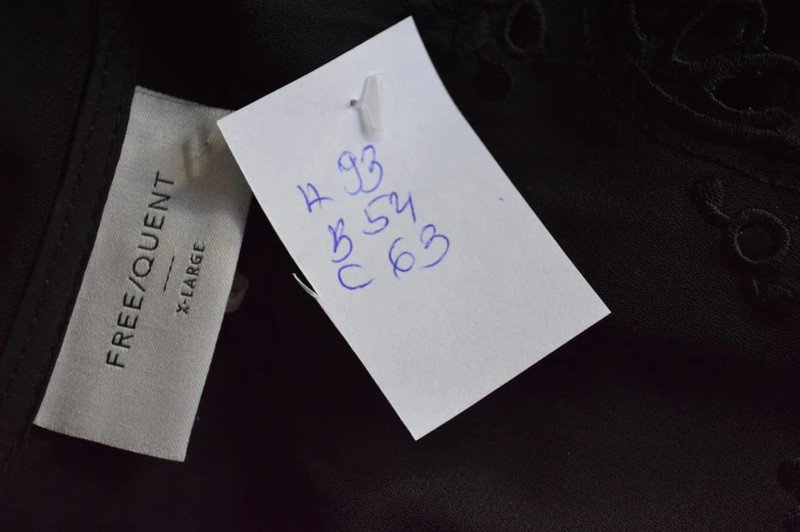 FREE/QUENT
X-LARGE
A 93
B 54
C 63